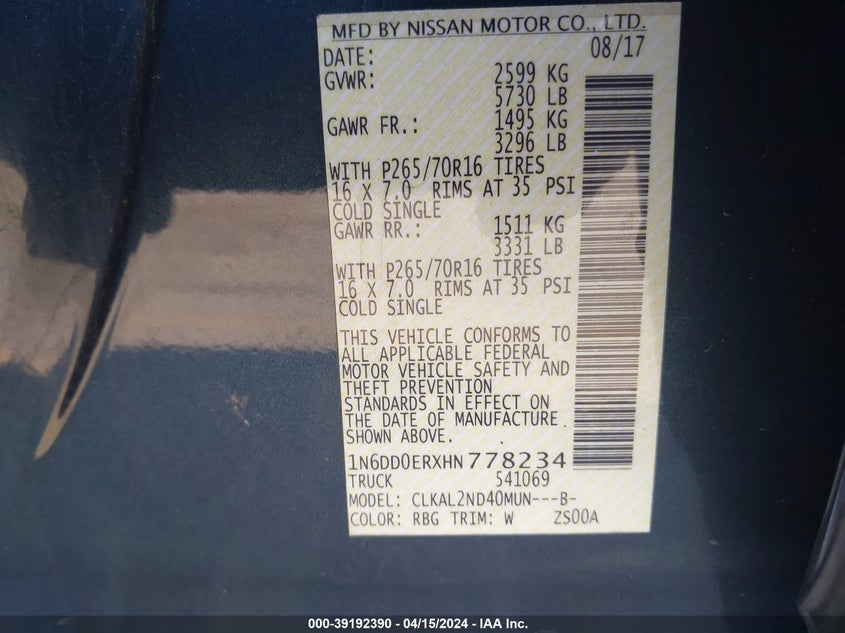 MFD BY NISSAN MOTOR CO., LTD.
DATE: 08/17
GVWR: 2599 KG
5730 LB
GAWR FR.: 1495 KG
3296 LB
WITH P265/70R16 TIRES
16 X 7.0 RIMS AT 35 PSI
COLD SINGLE
GAWR RR.: 1511 KG
3331 LB
WITH P265/70R16 TIRES
16 X 7.0 RIMS AT 35 PSI
COLD SINGLE
THIS VEHICLE CONFORMS TO
ALL APPLICABLE FEDERAL
MOTOR VEHICLE SAFETY AND
THEFT PREVENTION
STANDARDS IN EFFECT ON
THE DATE OF MANUFACTURE
SHOWN ABOVE.
1N6DD0ERXHN778234
TRUCK 541069
MODEL: CLKAL2ND40MUN---B-
COLOR: RBG TRIM: W ZS00A
000-39192390 - 04/15/2024 - IAA Inc.